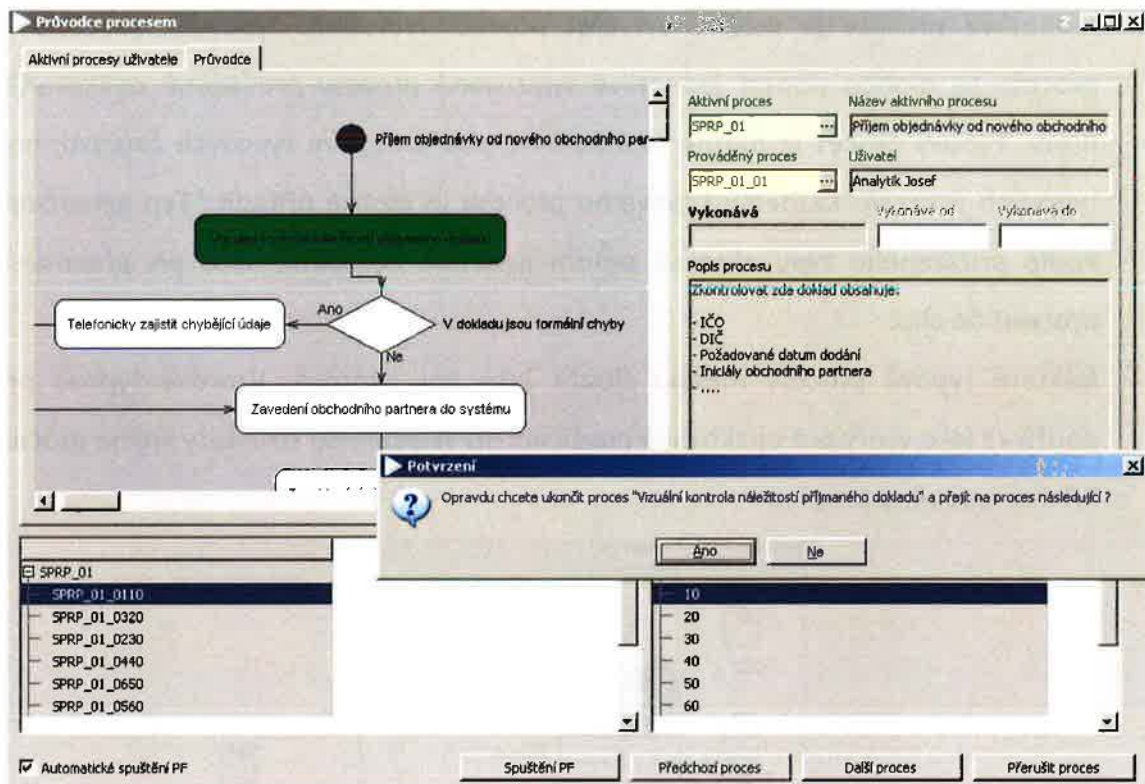 Průvodce procesem
Aktivní procesy uživatele Průvodce
Příjem objednávky od nového obchodního par
Ano
Telefonicky zajistit chybějící údaje
V dokladu jsou formální chyby
Ne
Zavedení obchodního partnera do systému
Aktivní proces Název aktivního procesu
SPRP_01 ... Příjem objednávky od nového obchodního
Prováděný proces Uživatel
SPRP_01_01 ... Analytik Josef
Vykonává Vykonává od Vykonává do
Popis procesu
Zkontrolovat zda doklad obsahuje:
- IČO
- DIČ
- Požadované datum dodání
- Iniciály obchodního partnera
- ....
Potvrzení
Opravdu chcete ukončit proces "Vizuální kontrola náležitostí přijmaného dokladu" a přejít na proces následující ?
Ano Ne
SPRP_01
SPRP_01_0110 10
SPRP_01_0320 20
SPRP_01_0230 30
SPRP_01_0440 40
SPRP_01_0650 50
SPRP_01_0560 60
Automatické spuštění PF Spuštění PF Předchozí proces Další proces Přerušit proces